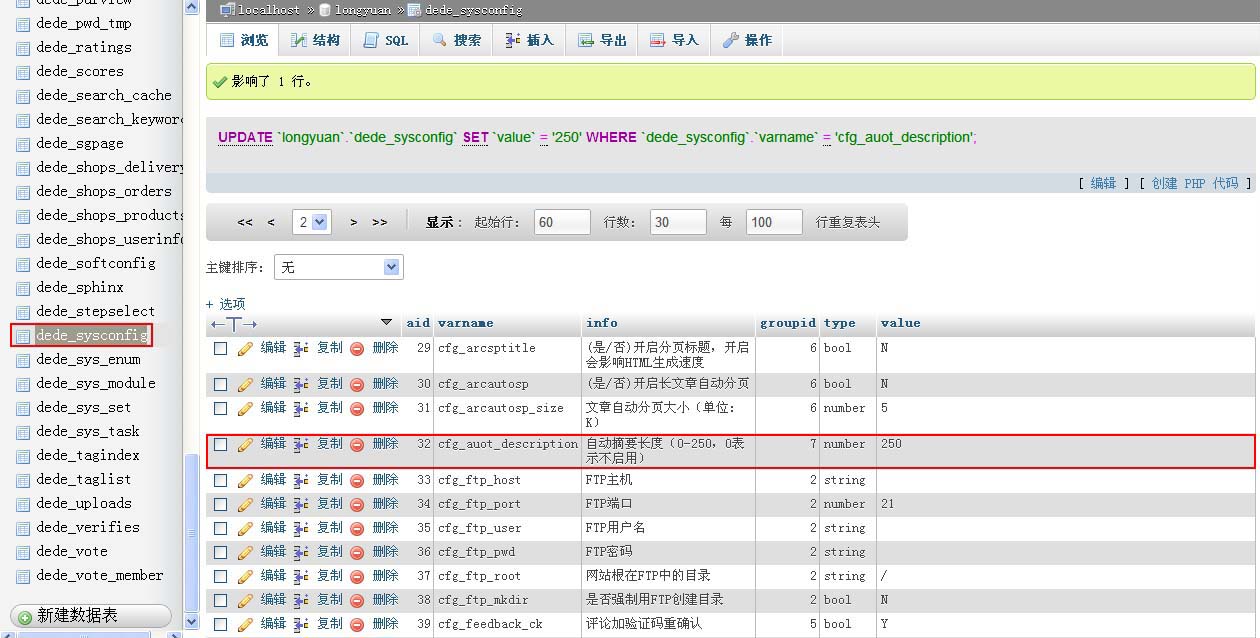 dede_purview
dede_pwd_tmp
dede_ratings
dede_scores
dede_search_cache
dede_search_keywor
dede_sgpage
dede_shops_delivery
dede_shops_orders
dede_shops_products
dede_shops_userinfo
dede_softconfig
dede_sphinx
dede_stepselect
dede_sysconfig
dede_sys_enum
dede_sys_module
dede_sys_set
dede_sys_task
dede_tagindex
dede_taglist
dede_uploads
dede_verifies
dede_vote
dede_vote_member
新建数据表
localhost » longyuan » dede_sysconfig
浏览 结构 SQL 搜索 插入 导出 导入 操作
影响了 1 行。
UPDATE `longyuan`.`dede_sysconfig` SET `value` = '250' WHERE `dede_sysconfig`.`varname` = 'cfg_auot_description';
[ 编辑 ] [ 创建 PHP 代码 ]
<< < 2 > >> 显示： 起始行： 60 行数： 30 每 100 行重复表头
主键排序： 无
+ 选项
←T→ aid varname info groupid type value
编辑 复制 删除 29 cfg_arcsptitle (是/否)开启分页标题，开启 6 bool N
会影响HTML生成速度
编辑 复制 删除 30 cfg_arcautosp (是/否)开启长文章自动分页 6 bool N
编辑 复制 删除 31 cfg_arcautosp_size 文章自动分页大小（单位： 6 number 5
K）
编辑 复制 删除 32 cfg_auot_description 自动摘要长度（0-250，0表 7 number 250
示不启用）
编辑 复制 删除 33 cfg_ftp_host FTP主机 2 string
编辑 复制 删除 34 cfg_ftp_port FTP端口 2 number 21
编辑 复制 删除 35 cfg_ftp_user FTP用户名 2 string
编辑 复制 删除 36 cfg_ftp_pwd FTP密码 2 string
编辑 复制 删除 37 cfg_ftp_root 网站根在FTP中的目录 2 string /
编辑 复制 删除 38 cfg_ftp_mkdir 是否强制用FTP创建目录 2 bool N
编辑 复制 删除 39 cfg_feedback_ck 评论加验证码重确认 5 bool Y